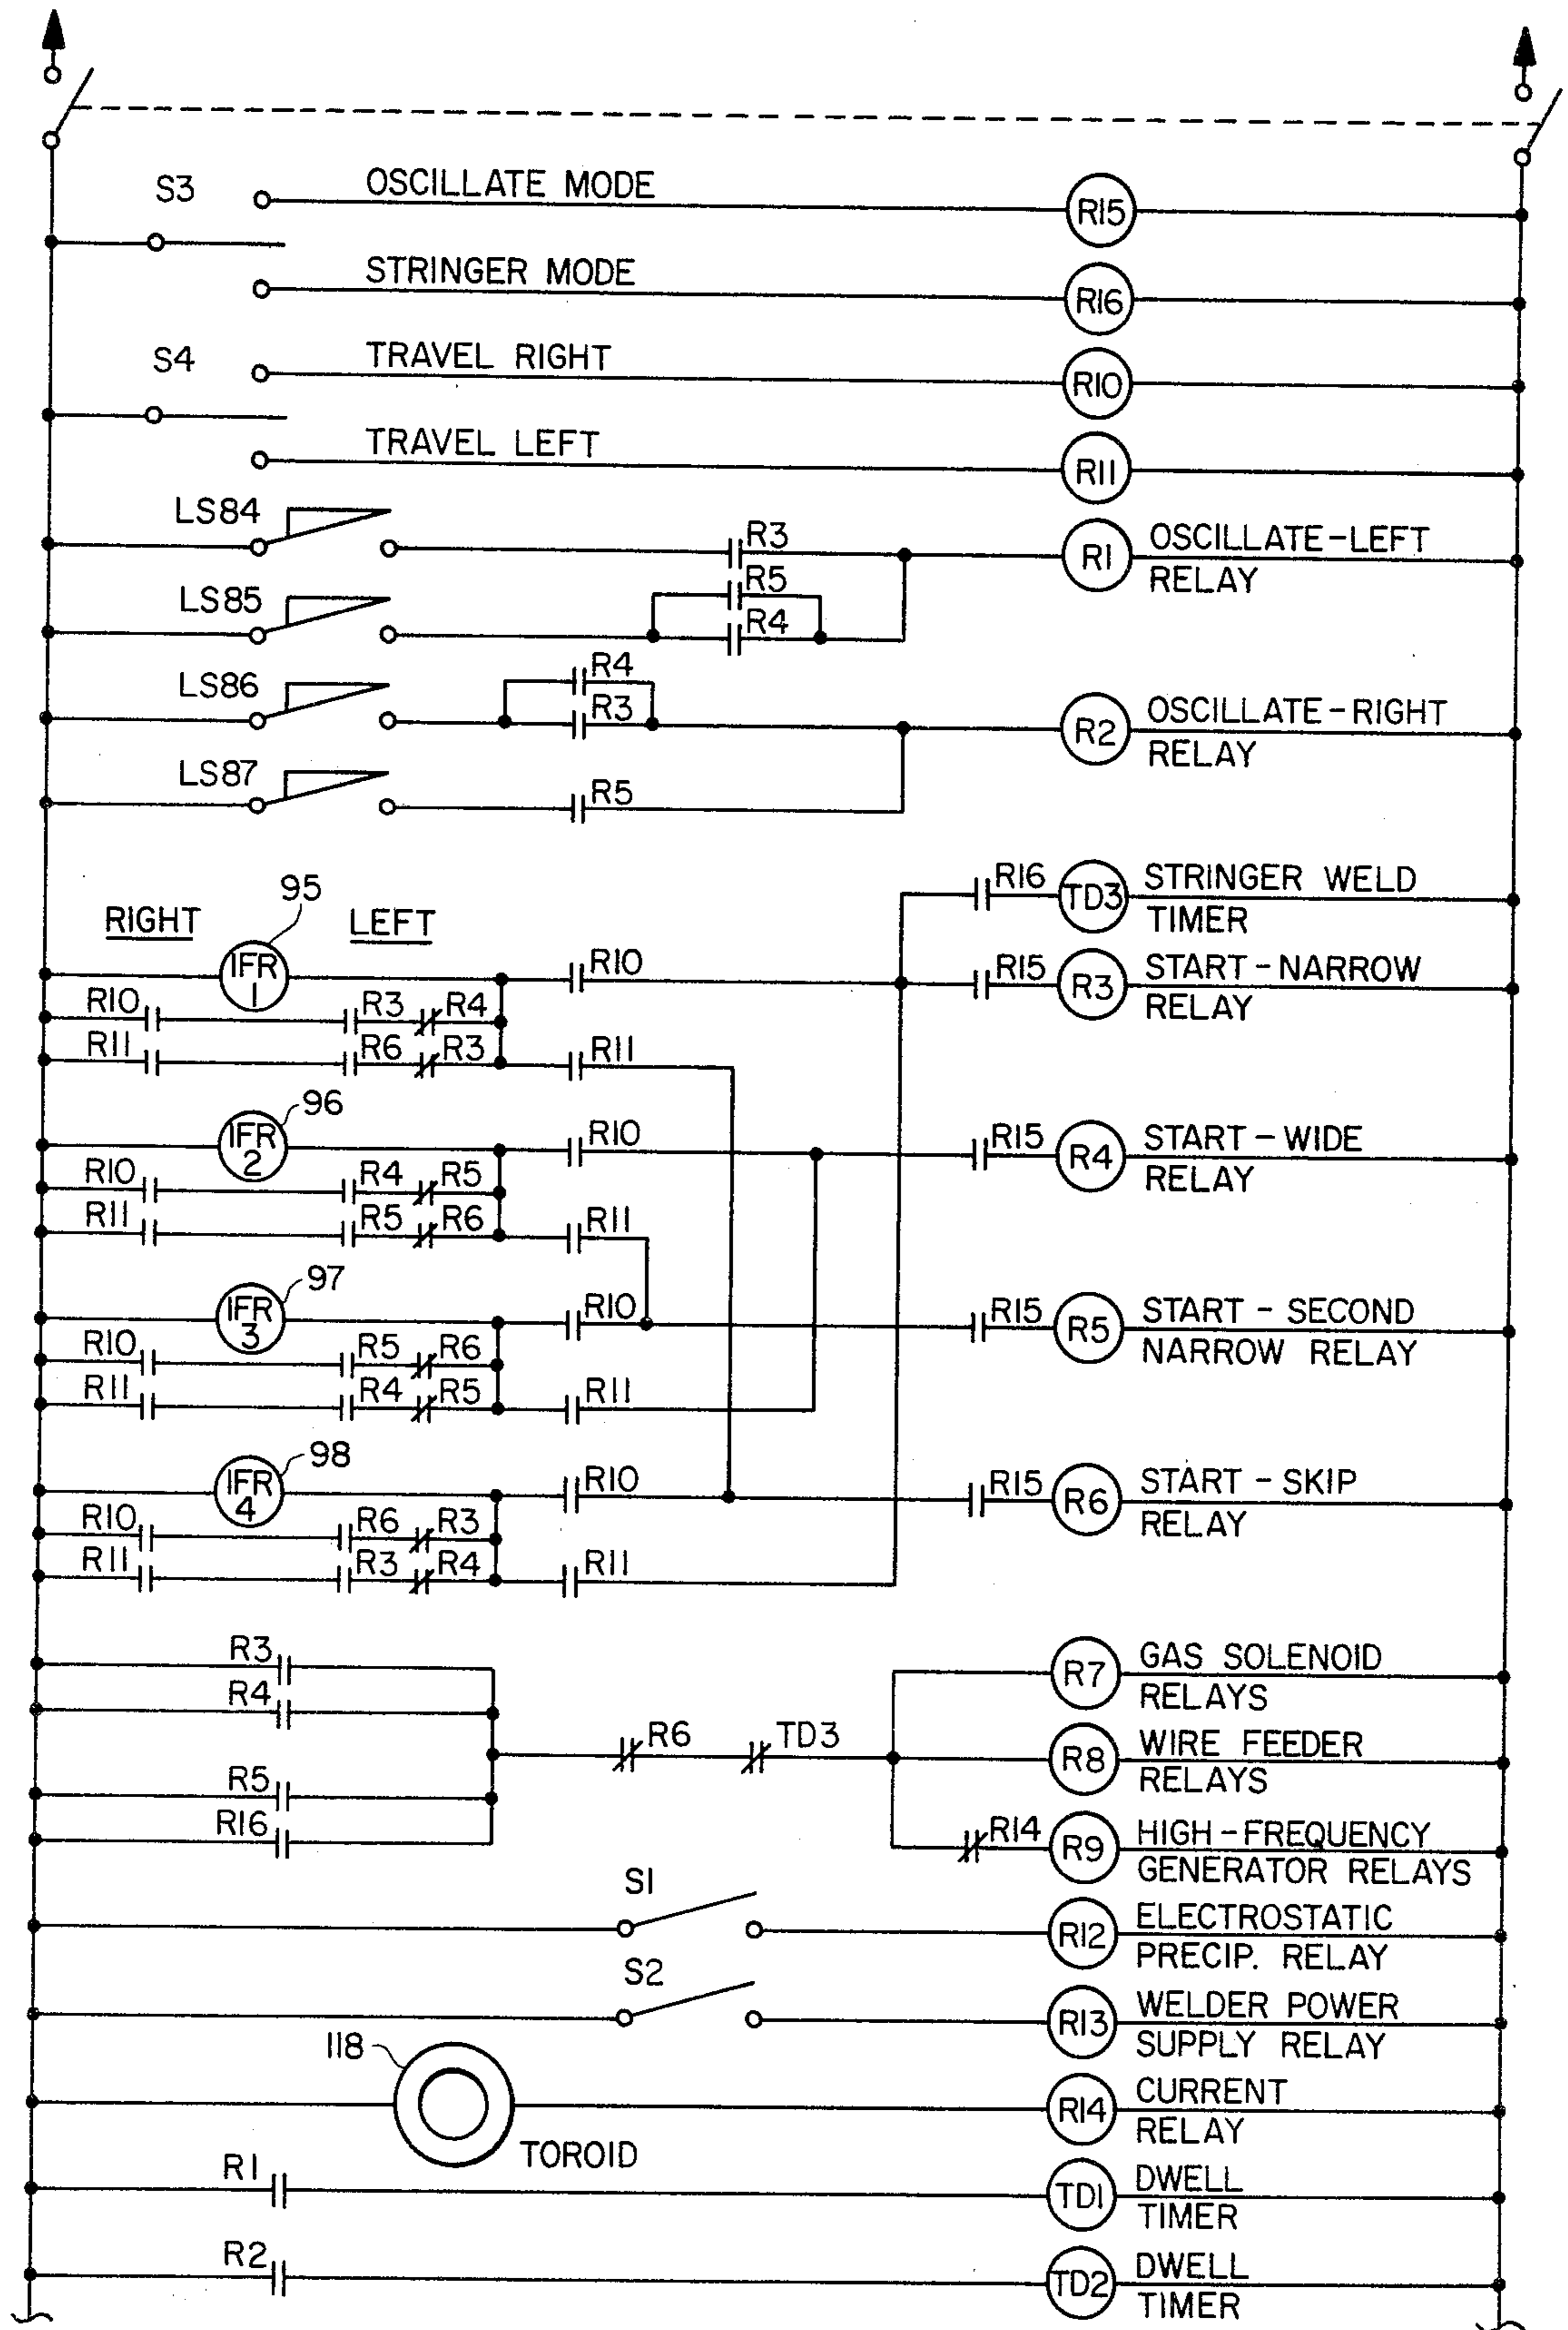 S3
OSCILLATE MODE
R15
STRINGER MODE
R16
S4
TRAVEL RIGHT
R10
TRAVEL LEFT
R11
LS84
R3
R1
OSCILLATE-LEFT
RELAY
R5
LS85
R4
R4
LS86
R3
R2
OSCILLATE-RIGHT
RELAY
LS87
R5
R16
TD3
STRINGER WELD
TIMER
95
RIGHT
LEFT
IFR
1
R10
R15
R3
START-NARROW
RELAY
R10
R3
R4
R11
R6
R3
R11
96
IFR
2
R10
R15
R4
START-WIDE
RELAY
R10
R4
R5
R11
R5
R6
R11
97
IFR
3
R10
R15
R5
START-SECOND
NARROW RELAY
R10
R5
R6
R11
R4
R5
R11
98
IFR
4
R10
R15
R6
START-SKIP
RELAY
R10
R6
R3
R11
R3
R4
R11
R3
R7
GAS SOLENOID
RELAYS
R4
R6
TD3
R8
WIRE FEEDER
RELAYS
R5
R16
R14
R9
HIGH-FREQUENCY
GENERATOR RELAYS
S1
R12
ELECTROSTATIC
PRECIP. RELAY
S2
R13
WELDER POWER
SUPPLY RELAY
118
TOROID
R14
CURRENT
RELAY
R1
TD1
DWELL
TIMER
R2
TD2
DWELL
TIMER